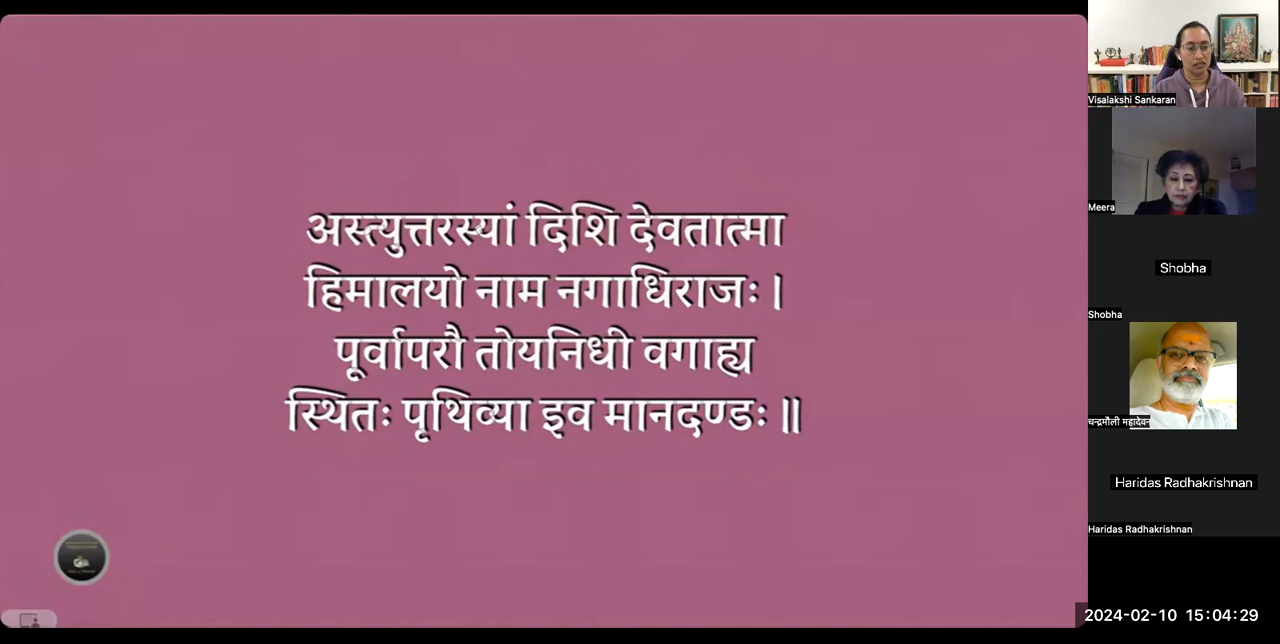 अस्त्युत्तरस्यां दिशि देवतात्मा
हिमालयो नाम नगाधिराजः ।
पूर्वापरौ तोयनिधी वगाह्य
स्थितः पृथिव्या इव मानदण्डः ॥
Visalakshi Sankaran
Meera
Shobha
Shobha
चन्द्रमौली महादेवन
Haridas Radhakrishnan
Haridas Radhakrishnan
2024-02-10 15:04:29